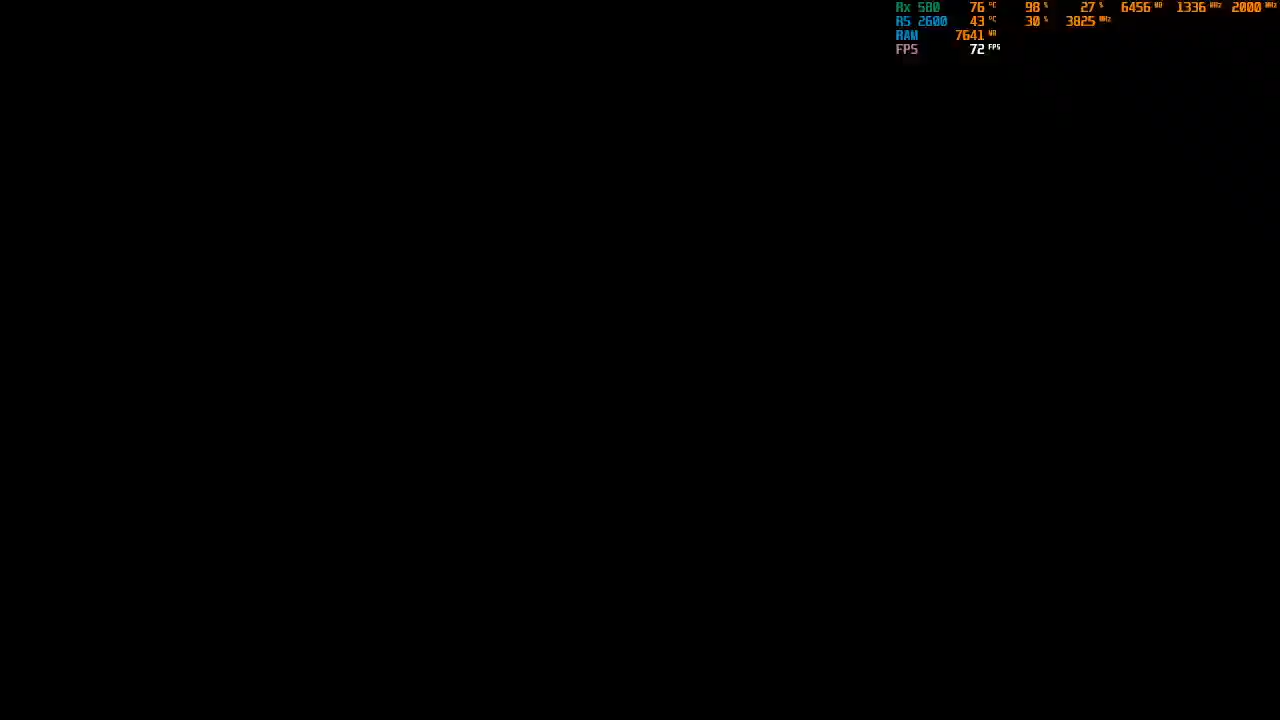 Rx 580 76 °C 98 % 27 % 6456 MB 1336 MHz 2000 MHz
R5 2600 43 °C 30 % 3825 MHz
RAM 7641 MB
FPS 72 FPS